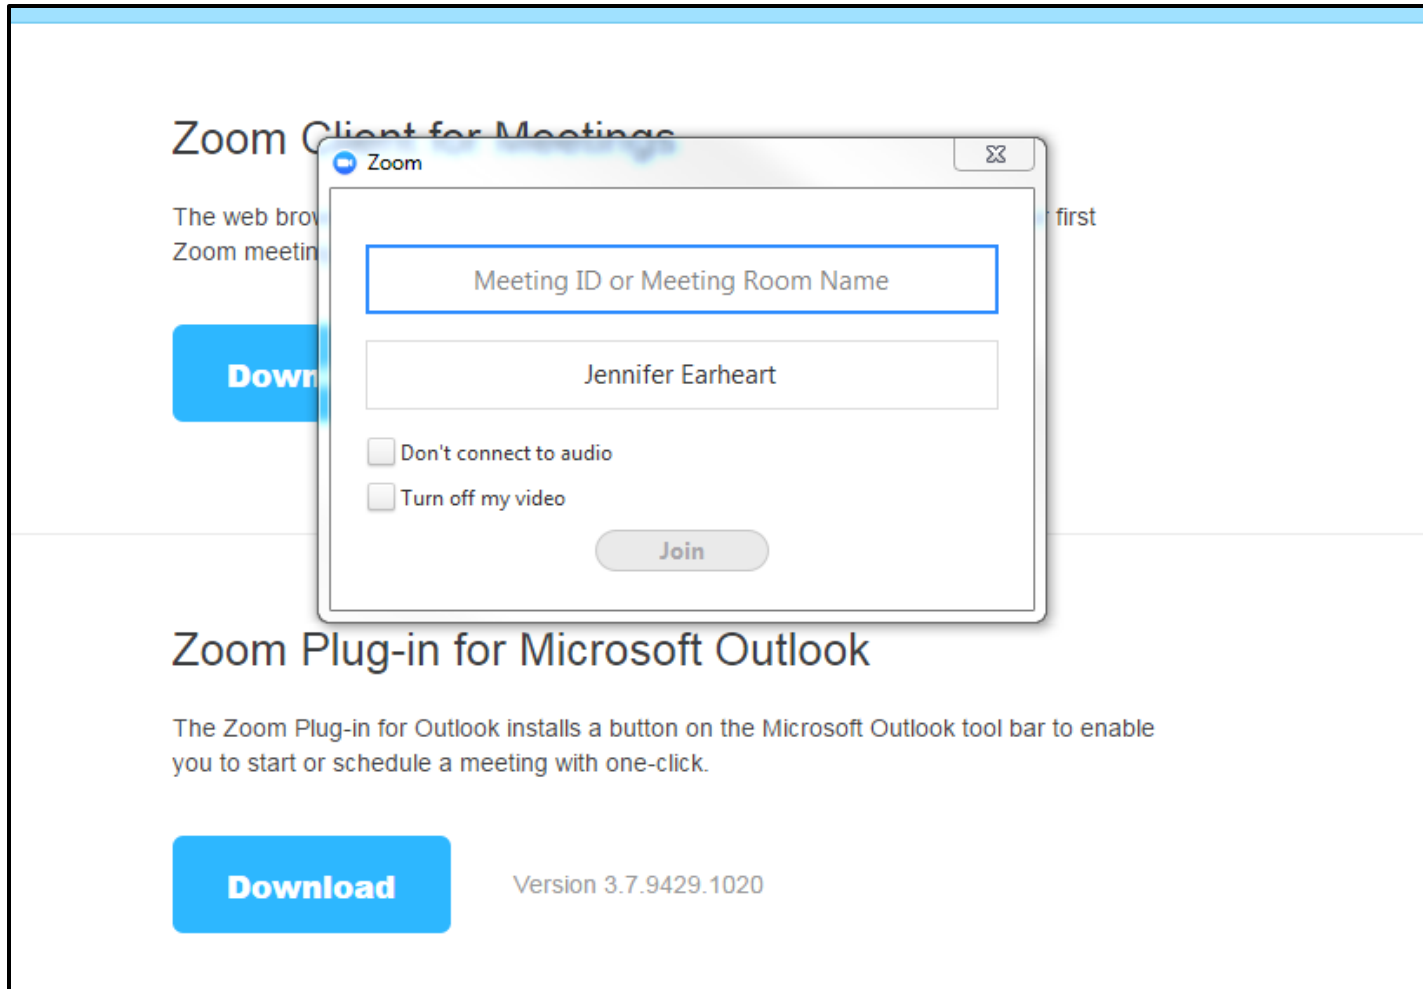 Zoom Client for Meetings
Zoom
The web brow
first
Zoom meetin
Meeting ID or Meeting Room Name
Down
Jennifer Earheart
Don't connect to audio
Turn off my video
Join
Zoom Plug-in for Microsoft Outlook
The Zoom Plug-in for Outlook installs a button on the Microsoft Outlook tool bar to enable
you to start or schedule a meeting with one-click.
Download
Version 3.7.9429.1020